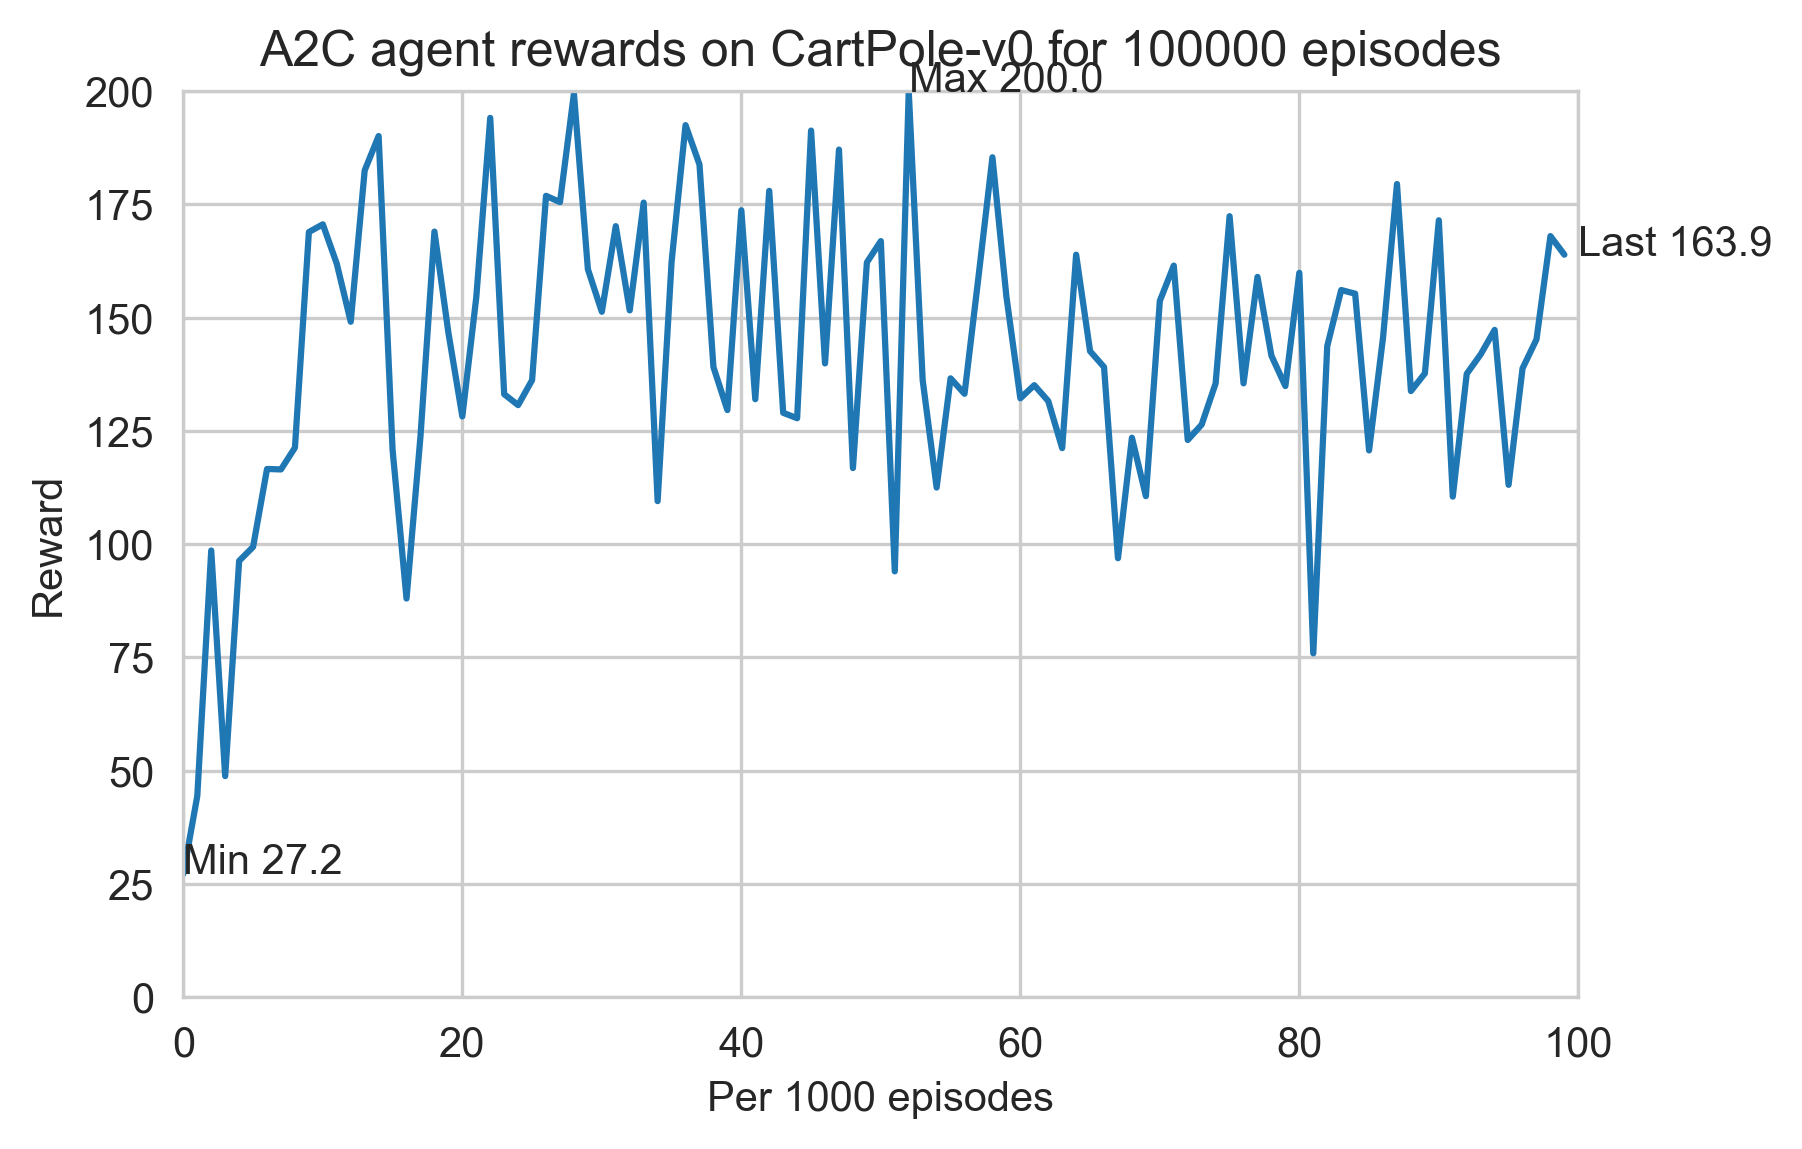 A2C agent rewards on CartPole-v0 for 100000 episodes
Max 200.0
200
175
150
125
100
75
50
25
0
Reward
Last 163.9
Min 27.2
0 20 40 60 80 100
Per 1000 episodes